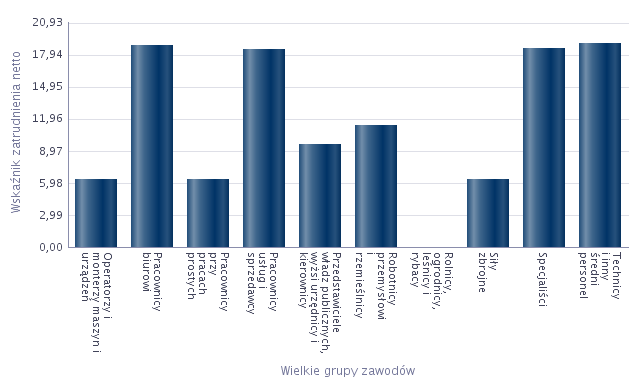 20,93
17,94
14,95
11,96
8,97
5,98
2,99
0,00
Wskaźnik zatrudnienia netto
Operatorzy i
monterzy maszyn i
urządzeń
Pracownicy
biurowi
Pracownicy
przy
pracach
prostych
Pracownicy
usług i
sprzedawcy
Przedstawiciele
władz publicznych,
wyżsi urzędnicy i
kierownicy
Robotnicy
przemysłowi
i
rzemieślnicy
Rolnicy,
ogrodnicy,
leśnicy i
rybacy
Siły
zbrojne
Specjaliści
Technicy
i inny
średni
personel
Wielkie grupy zawodów